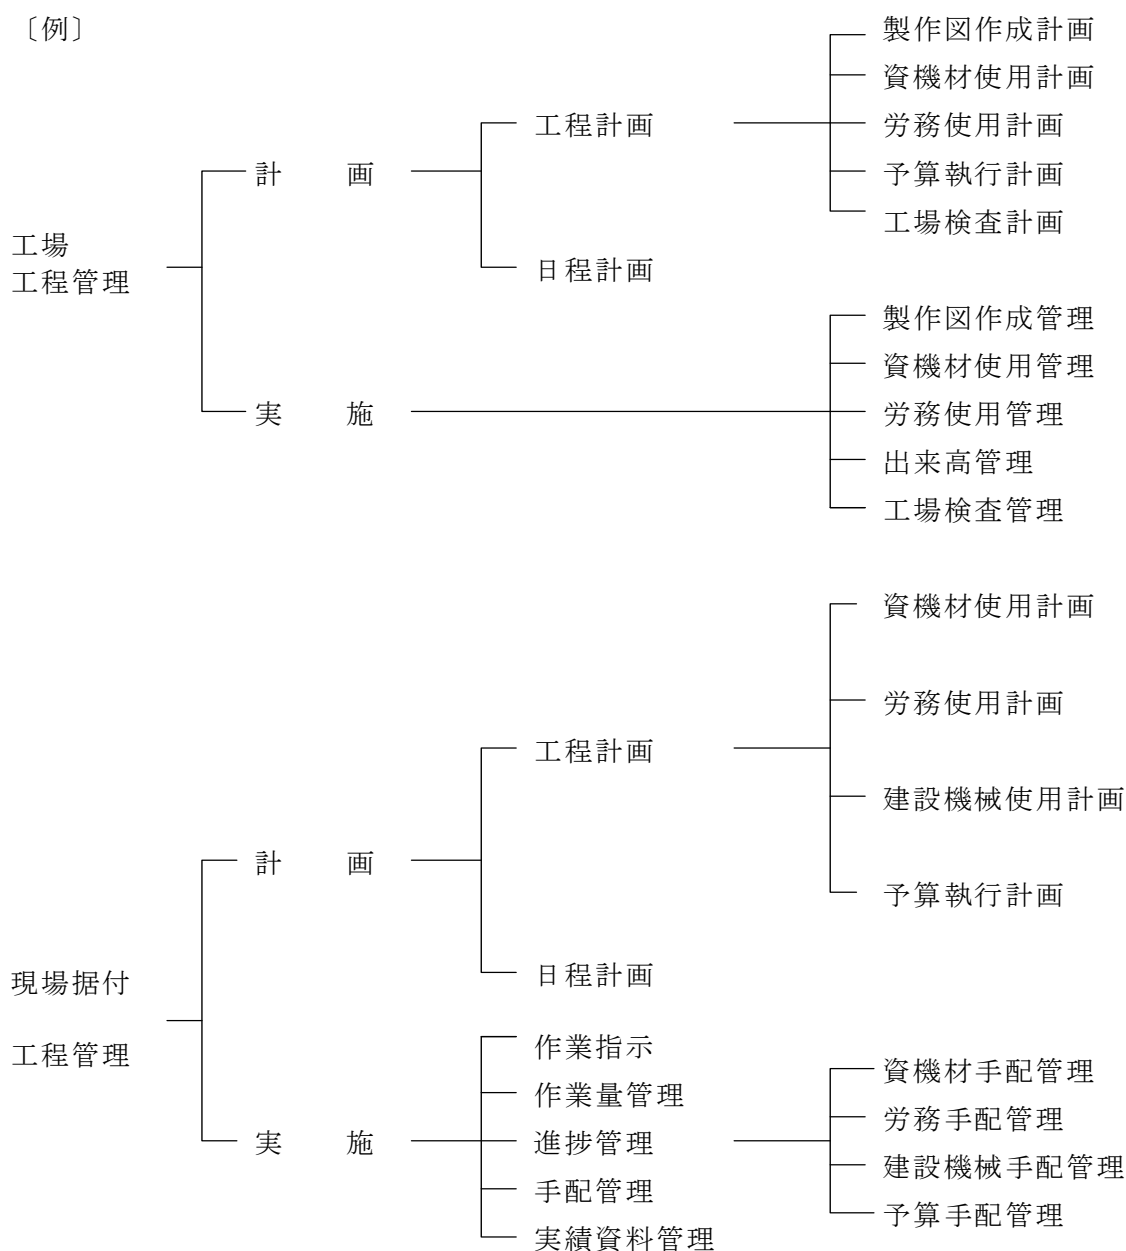 〔例〕
製作図作成計画
資機材使用計画
工程計画
労務使用計画
計 画
予算執行計画
工場検査計画
工場
工程管理
日程計画
製作図作成管理
資機材使用管理
実 施
労務使用管理
出来高管理
工場検査管理
資機材使用計画
労務使用計画
工程計画
建設機械使用計画
計 画
予算執行計画
日程計画
現場据付
工程管理
作業指示
作業量管理
実 施
進捗管理
手配管理
実績資料管理
資機材手配管理
労務手配管理
建設機械手配管理
予算手配管理